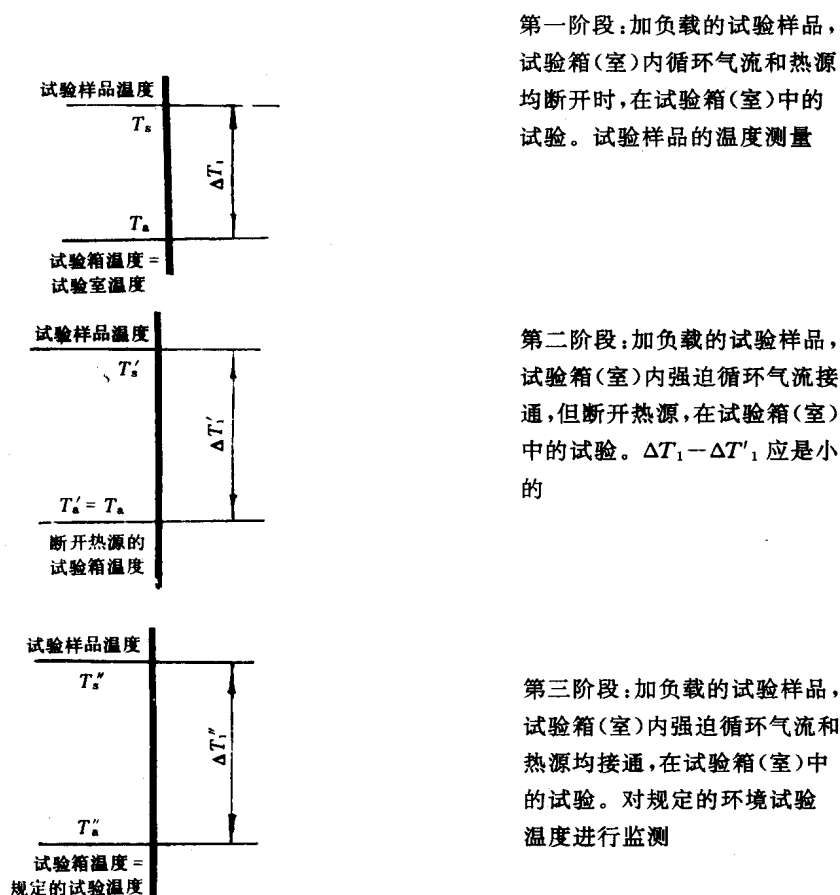 试验样品温度
Tₛ
ΔT₁
Tₐ
试验箱温度=
试验室温度
第一阶段:加负载的试验样品,
试验箱(室)内循环气流和热源
均断开时,在试验箱(室)中的
试验。试验样品的温度测量
试验样品温度
Tₛ′
ΔT₁′
Tₐ′= Tₐ
断开热源的
试验箱温度
第二阶段:加负载的试验样品,
试验箱(室)内强迫循环气流接
通,但断开热源,在试验箱(室)
中的试验。ΔT₁−ΔT′₁ 应是小
的
试验样品温度
Tₛ″
ΔT₁″
Tₐ″
试验箱温度=
规定的试验温度
第三阶段:加负载的试验样品,
试验箱(室)内强迫循环气流和
热源均接通,在试验箱(室)中
的试验。对规定的环境试验
温度进行监测